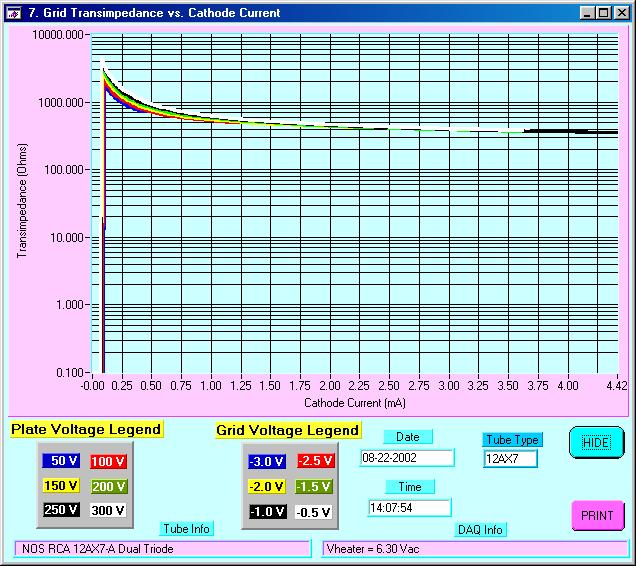 7. Grid Transimpedance vs. Cathode Current
Transimpedance (Ohms)
10000.000
1000.000
100.000
10.000
1.000
0.100
-0.00 0.25 0.50 0.75 1.00 1.25 1.50 1.75 2.00 2.25 2.50 2.75 3.00 3.25 3.50 3.75 4.00 4.42
Cathode Current (mA)
Plate Voltage Legend
50 V 100 V
150 V 200 V
250 V 300 V
Grid Voltage Legend
-3.0 V -2.5 V
-2.0 V -1.5 V
-1.0 V -0.5 V
Date
08-22-2002
Time
14:07:54
Tube Type
12AX7
HIDE
PRINT
Tube Info
NOS RCA 12AX7-A Dual Triode
DAQ Info
Vheater = 6.30 Vac